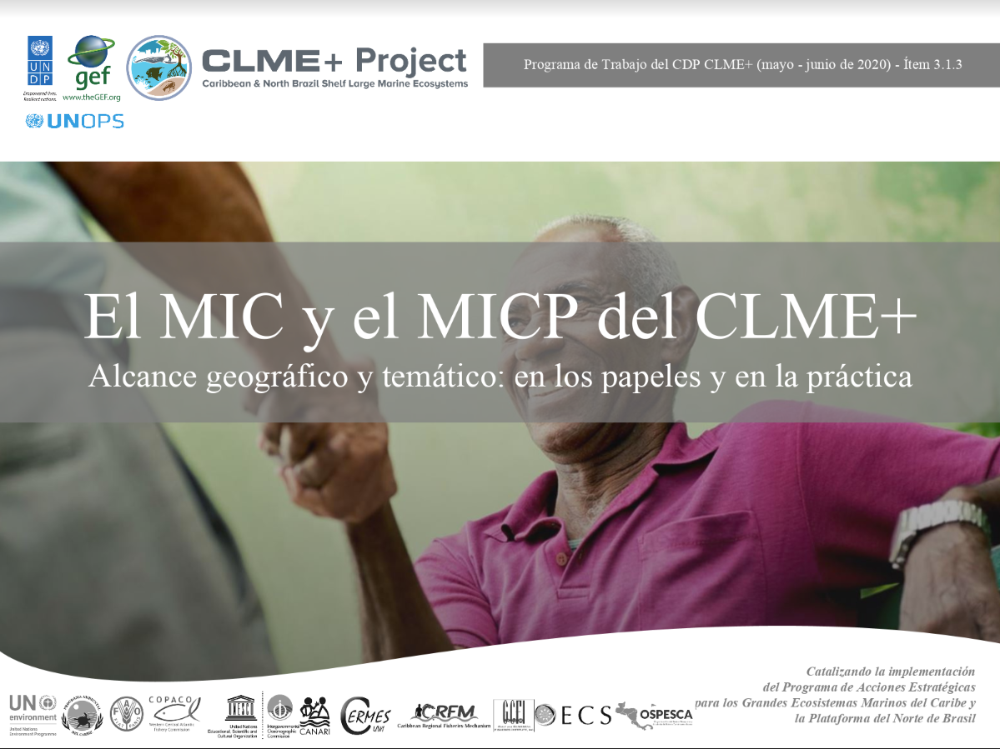 UN
DP
Empowered lives.
Resilient nations.
gef
www.theGEF.org
CLME+ Project
Caribbean & North Brazil Shelf Large Marine Ecosystems
UNOPS
Programa de Trabajo del CDP CLME+ (mayo - junio de 2020) - Ítem 3.1.3
El MIC y el MICP del CLME+
Alcance geográfico y temático: en los papeles y en la práctica
Catalizando la implementación
del Programa de Acciones Estratégicas
para los Grandes Ecosistemas Marinos del Caribe y
la Plataforma del Norte de Brasil
UN
environment
United Nations
Environment Programme
FAO
FIAT PANIS
COPACO
Western Central Atlantic
Fishery Commission
UNESCO
United Nations
Educational, Scientific and
Cultural Organization
Intergovernmental
Oceanographic
Commission
CANARI
CERMES
UWI
CRFM
Caribbean Regional Fisheries Mechanism
GCFI
OECS
OSPESCA